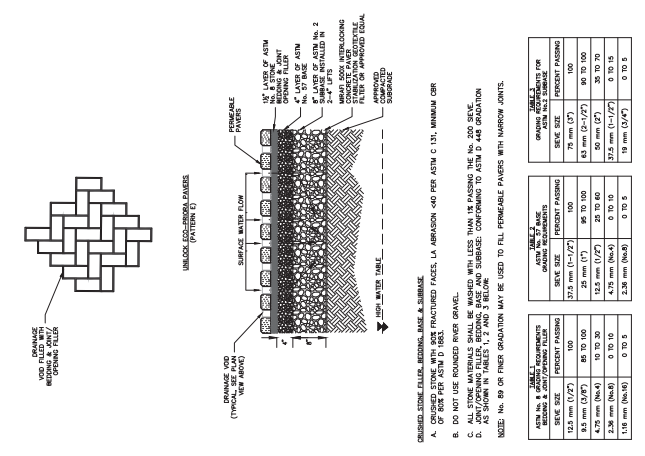 DRAINAGE
VOID FILLED WITH
BEDDING & JOINT/
OPENING FILLER
UNILOCK ECO-PRIORA PAVERS
(PATTERN E)
DRAINAGE VOID
(TYPICAL, SEE PLAN
VIEW ABOVE)
SURFACE WATER FLOW
PERMEABLE
PAVERS
4"
8"
HIGH WATER TABLE
1½" LAYER OF ASTM
No. 8 STONE
BEDDING & JOINT
OPENING FILLER
4" LAYER OF ASTM
No. 57 BASE
8" LAYER OF ASTM No. 2
SUBBASE INSTALLED IN
2-4" LIFTS
MIRAFI 500X INTERLOCKING
CONCRETE PAVER
STABILIZATION GEOTEXTILE
FILTER OR APPROVED EQUAL
APPROVED
COMPACTED
SUBGRADE
CRUSHED STONE FILLER, BEDDING, BASE & SUBBASE
A. CRUSHED STONE WITH 90% FRACTURED FACES, LA ABRASION <40 PER ASTM C 131, MINIMUM CBR
OF 80% PER ASTM D 1883.
B. DO NOT USE ROUNDED RIVER GRAVEL.
C. ALL STONE MATERIALS SHALL BE WASHED WITH LESS THAN 1% PASSING THE No. 200 SIEVE.
D. JOINT/OPENING FILLER, BEDDING, BASE AND SUBBASE: CONFORMING TO ASTM D 448 GRADATION
AS SHOWN IN TABLES 1, 2 AND 3 BELOW:
NOTE: No. 89 OR FINER GRADATION MAY BE USED TO FILL PERMEABLE PAVERS WITH NARROW JOINTS.
TABLE 1
ASTM No. 8 GRADING REQUIREMENTS
BEDDING & JOINT/OPENING FILLER
SIEVE SIZE PERCENT PASSING
12.5 mm (1/2") 100
9.5 mm (3/8") 85 TO 100
4.75 mm (No.4) 10 TO 30
2.36 mm (No.8) 0 TO 10
1.16 mm (No.16) 0 TO 5
TABLE 2
ASTM No. 57 BASE
GRADING REQUIREMENTS
SIEVE SIZE PERCENT PASSING
37.5 mm (1-1/2") 100
25 mm (1") 95 TO 100
12.5 mm (1/2") 25 TO 60
4.75 mm (No.4) 0 TO 10
2.36 mm (No.8) 0 TO 5
TABLE 3
GRADING REQUIREMENTS FOR
ASTM No.2 SUBBASE
SIEVE SIZE PERCENT PASSING
75 mm (3") 100
63 mm (2-1/2") 90 TO 100
50 mm (2") 35 TO 70
37.5 mm (1-1/2") 0 TO 15
19 mm (3/4") 0 TO 5